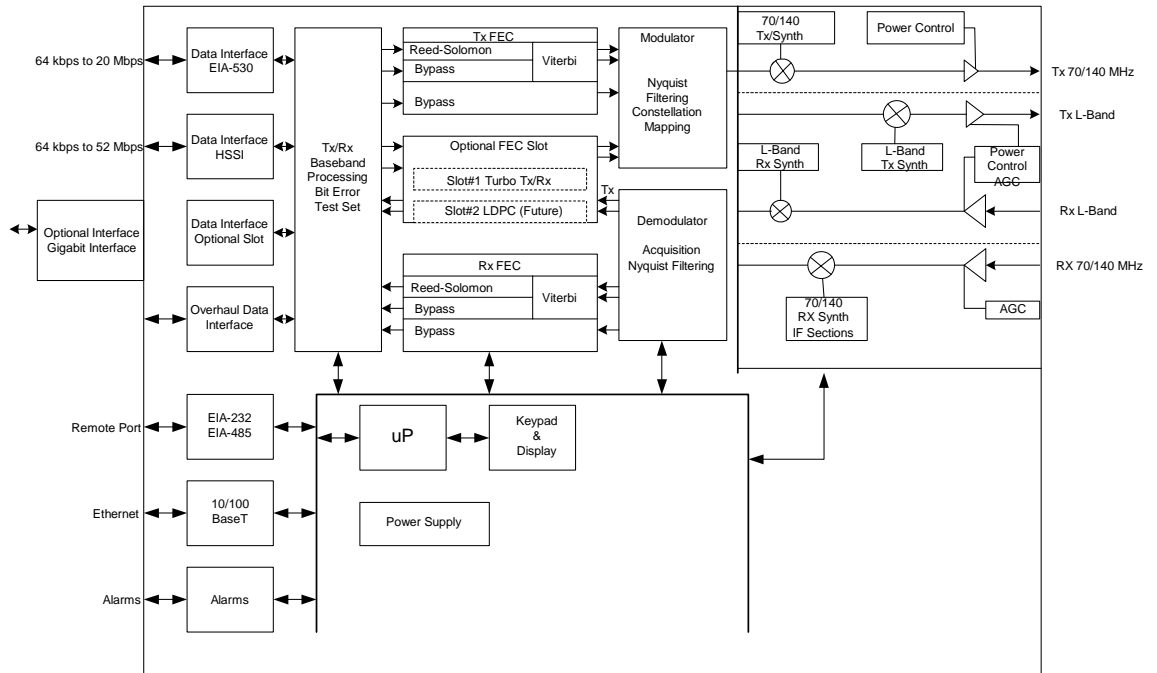 64 kbps to 20 Mbps
Data Interface
EIA-530
64 kbps to 52 Mbps
Data Interface
HSSI
Optional Interface
Gigabit Interface
Data Interface
Optional Slot
Overhaul Data
Interface
Tx/Rx
Baseband
Processing
Bit Error
Test Set
Tx FEC
Reed-Solomon
Bypass
Viterbi
Bypass
Optional FEC Slot
Slot#1 Turbo Tx/Rx
Slot#2 LDPC (Future)
Tx
Rx FEC
Reed-Solomon
Bypass
Viterbi
Bypass
Modulator
Nyquist
Filtering
Constellation
Mapping
Demodulator
Acquisition
Nyquist Filtering
70/140
Tx/Synth
Power Control
Tx 70/140 MHz
Tx L-Band
L-Band
Rx Synth
L-Band
Tx Synth
Power
Control
AGC
Rx L-Band
RX 70/140 MHz
70/140
RX Synth
IF Sections
AGC
Remote Port
EIA-232
EIA-485
uP
Keypad
&
Display
Ethernet
10/100
BaseT
Power Supply
Alarms
Alarms